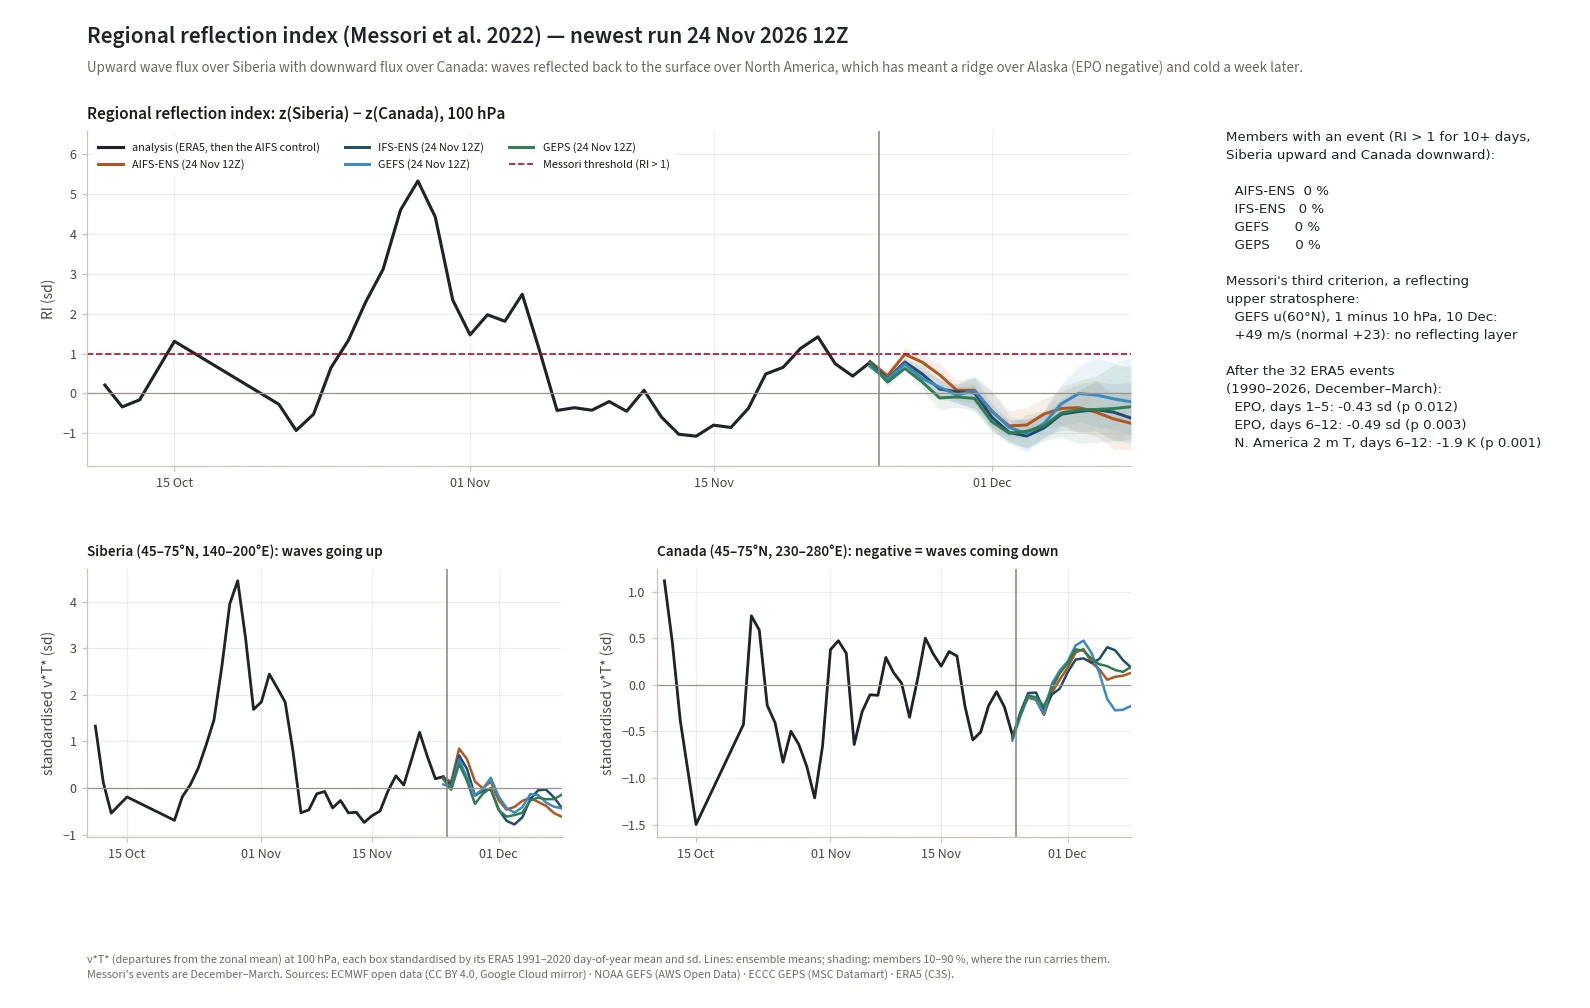 Regional reflection index (Messori et al. 2022) — newest run 24 Nov 2026 12Z
Upward wave flux over Siberia with downward flux over Canada: waves reflected back to the surface over North America, which has meant a ridge over Alaska (EPO negative) and cold a week later.
Regional reflection index: z(Siberia) − z(Canada), 100 hPa
analysis (ERA5, then the AIFS control)
AIFS-ENS (24 Nov 12Z)
IFS-ENS (24 Nov 12Z)
GEFS (24 Nov 12Z)
GEPS (24 Nov 12Z)
Messori threshold (RI > 1)
RI (sd)
6
5
4
3
2
1
0
−1
15 Oct
01 Nov
15 Nov
01 Dec
Members with an event (RI > 1 for 10+ days,
Siberia upward and Canada downward):
AIFS-ENS 0 %
IFS-ENS 0 %
GEFS 0 %
GEPS 0 %
Messori's third criterion, a reflecting
upper stratosphere:
GEFS u(60°N), 1 minus 10 hPa, 10 Dec:
+49 m/s (normal +23): no reflecting layer
After the 32 ERA5 events
(1990–2026, December–March):
EPO, days 1–5: -0.43 sd (p 0.012)
EPO, days 6–12: -0.49 sd (p 0.003)
N. America 2 m T, days 6–12: -1.9 K (p 0.001)
Siberia (45–75°N, 140–200°E): waves going up
standardised v*T* (sd)
4
3
2
1
0
−1
15 Oct
01 Nov
15 Nov
01 Dec
Canada (45–75°N, 230–280°E): negative = waves coming down
standardised v*T* (sd)
1.0
0.5
0.0
−0.5
−1.0
−1.5
15 Oct
01 Nov
15 Nov
01 Dec
v*T* (departures from the zonal mean) at 100 hPa, each box standardised by its ERA5 1991–2020 day-of-year mean and sd. Lines: ensemble means; shading: members 10–90 %, where the run carries them.
Messori's events are December–March. Sources: ECMWF open data (CC BY 4.0, Google Cloud mirror) · NOAA GEFS (AWS Open Data) · ECCC GEPS (MSC Datamart) · ERA5 (C3S).